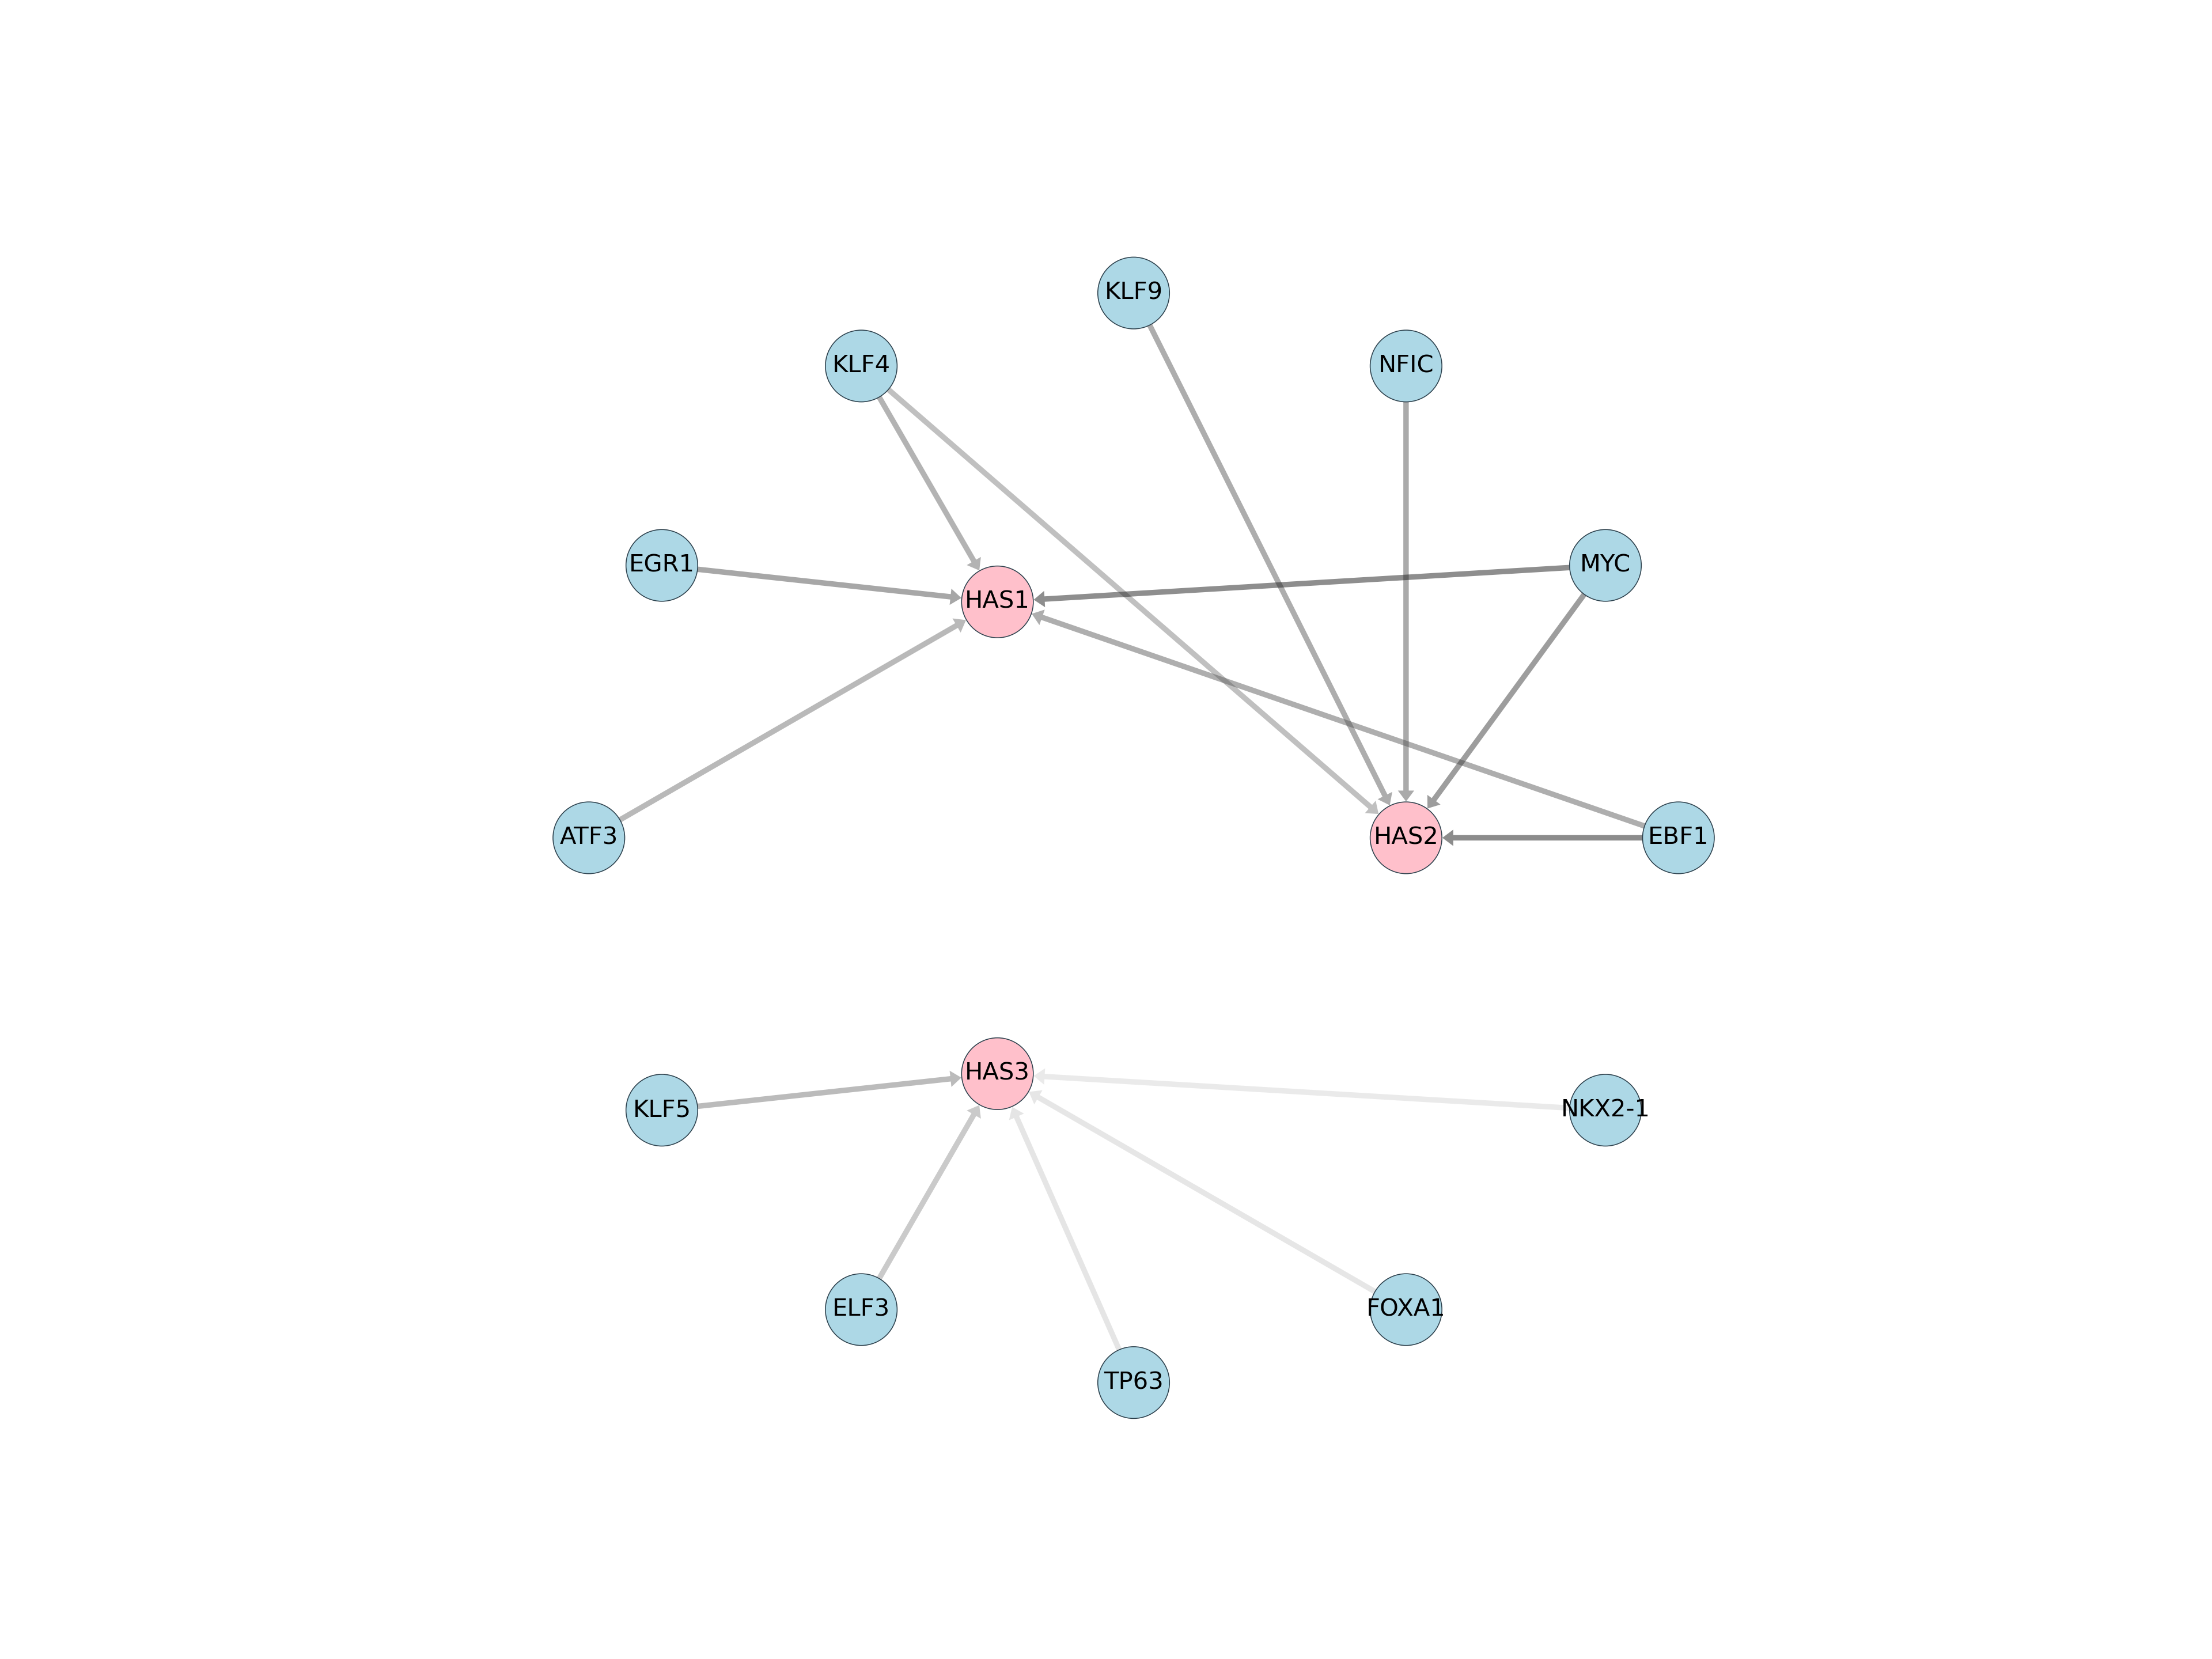 KLF9
KLF4
NFIC
EGR1
MYC
HAS1
ATF3
HAS2
EBF1
HAS3
KLF5
NKX2-1
ELF3
FOXA1
TP63